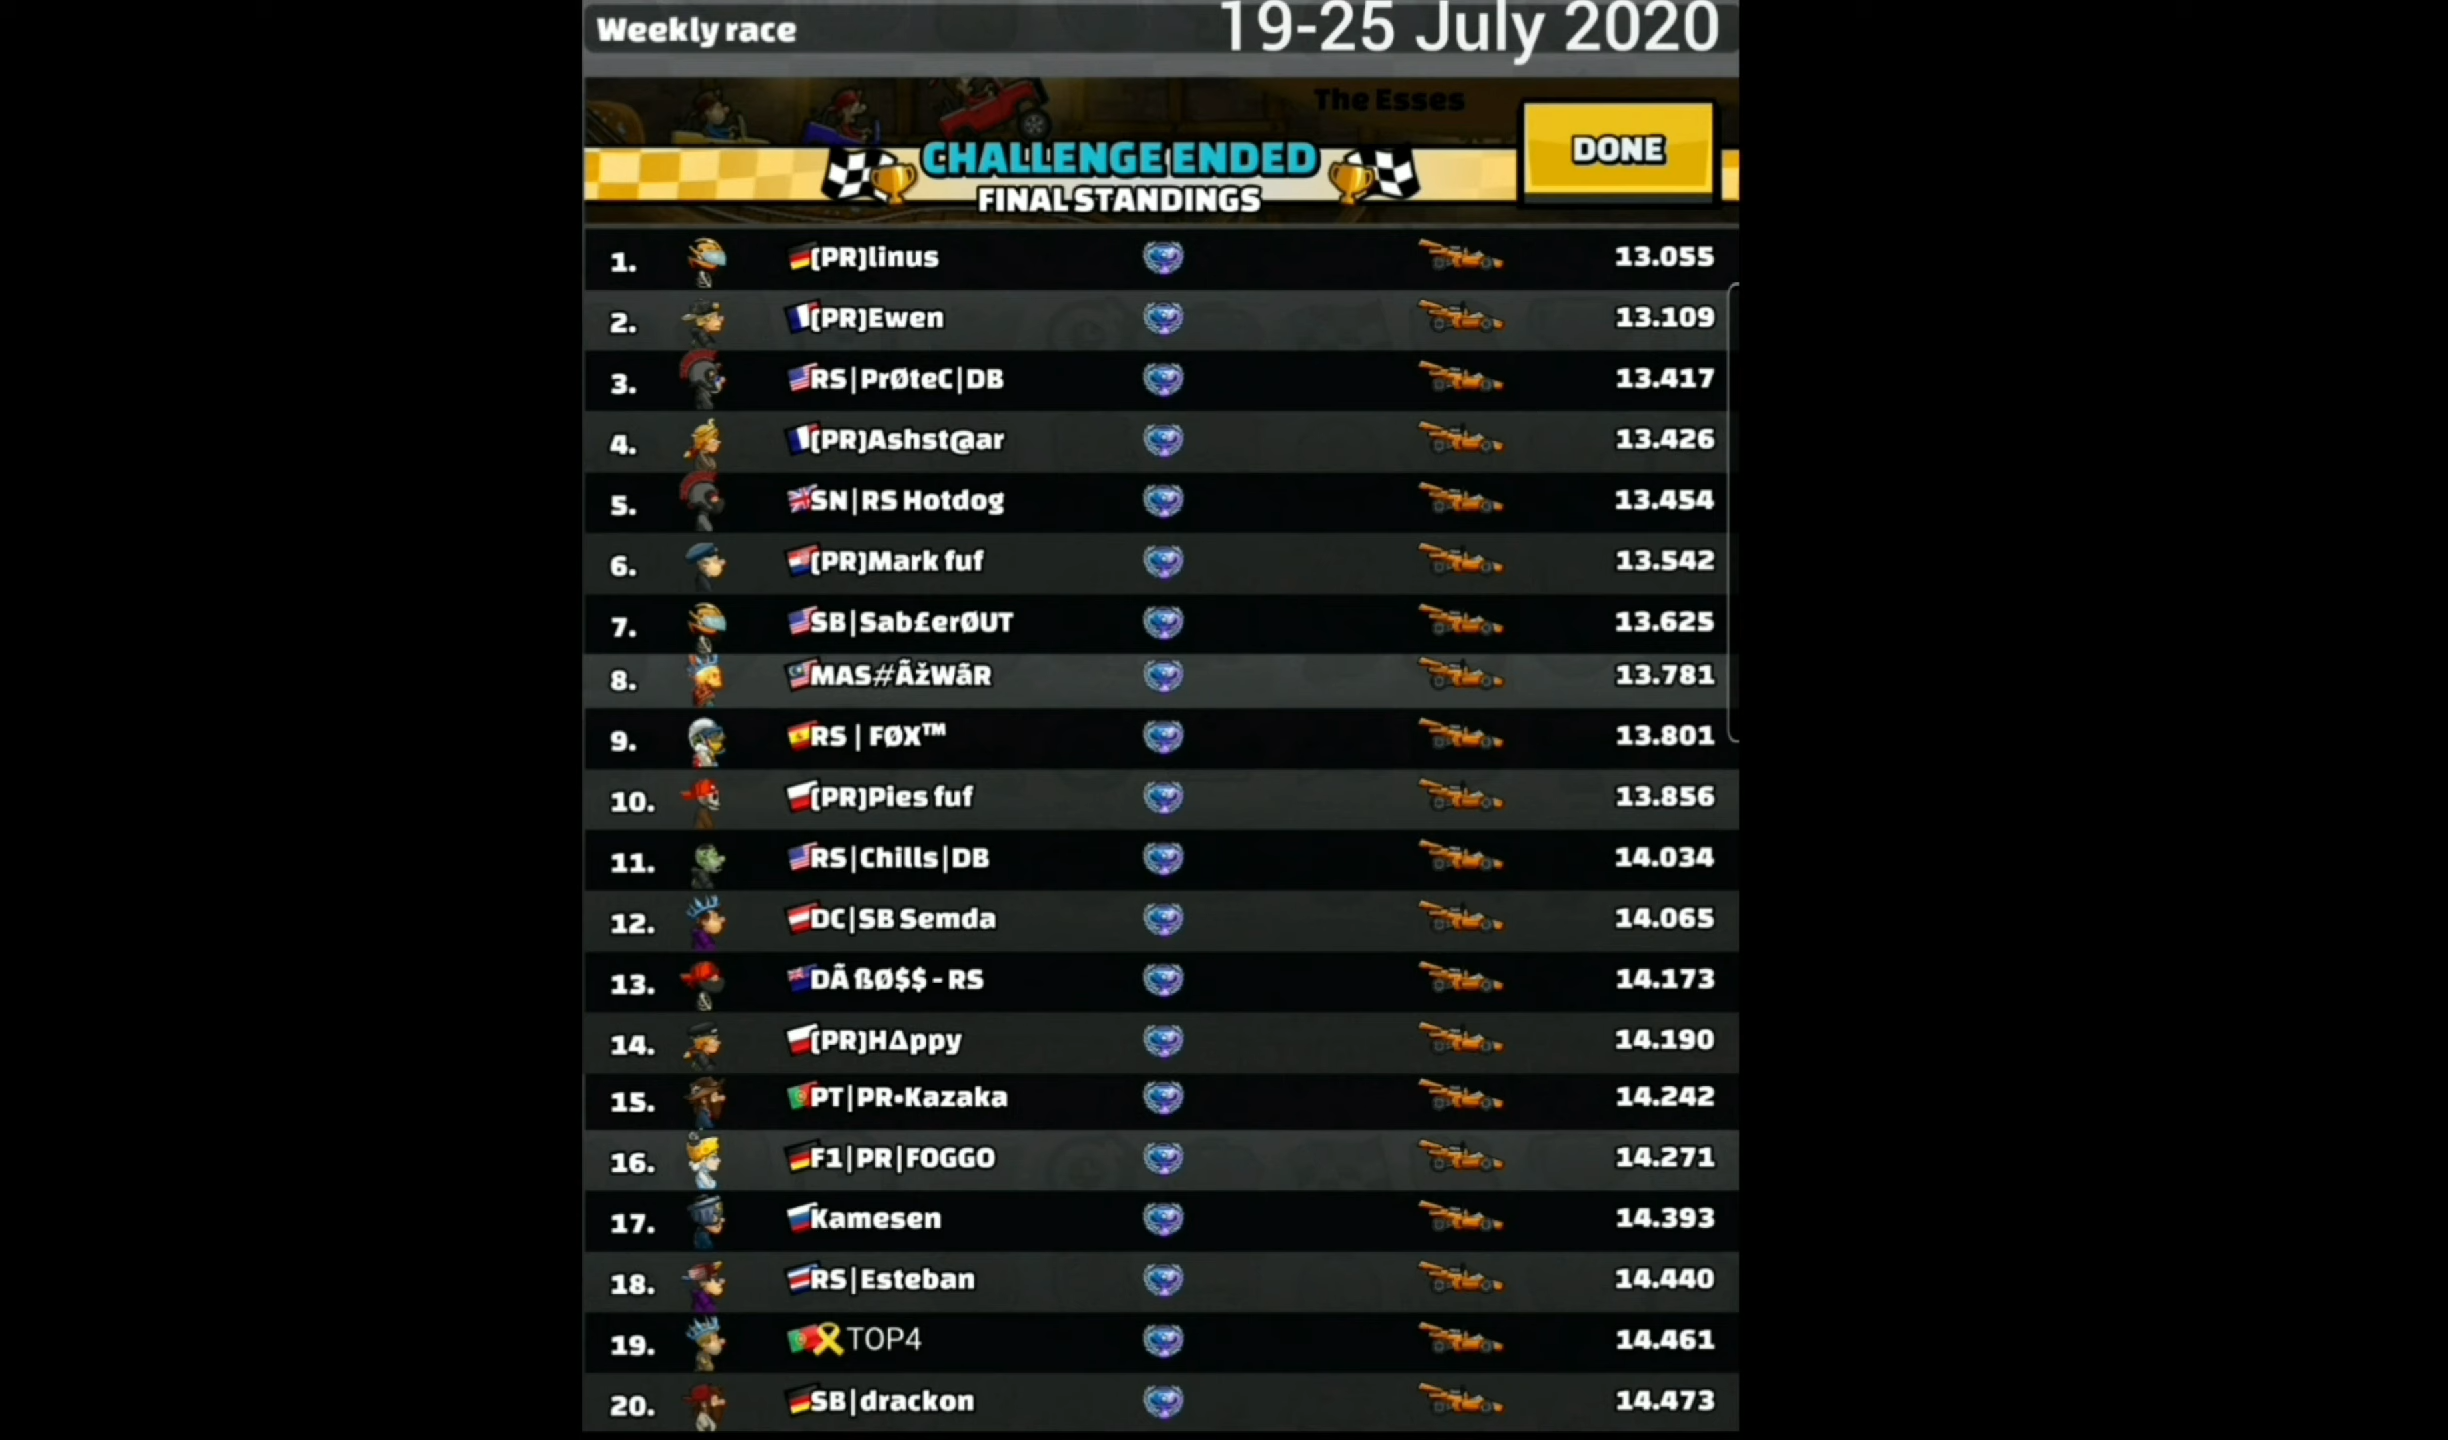 Weekly race 19-25 July 2020
The Esses
DONE
CHALLENGE ENDED
FINAL STANDINGS
1. (PR)linus 13.055
2. (PR)Ewen 13.109
3. RS|PrØteC|DB 13.417
4. (PR)Ashst@ar 13.426
5. SN|RS Hotdog 13.454
6. (PR)Mark fuf 13.542
7. SB|Sab£erØUT 13.625
8. MAS#ÃžWãR 13.781
9. RS | FØX™ 13.801
10. (PR)Pies fuf 13.856
11. RS|Chills|DB 14.034
12. DC|SB Semda 14.065
13. DÃ ßØ$$ - RS 14.173
14. (PR)HΔppy 14.190
15. PT|PR•Kazaka 14.242
16. F1|PR|FOGGO 14.271
17. Kamesen 14.393
18. RS|Esteban 14.440
19. TOP4 14.461
20. SB|drackon 14.473